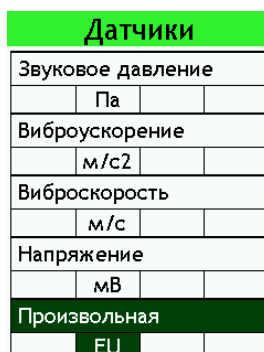 Датчики
Звуковое давление
Па
Виброускорение
м/с2
Виброскорость
м/с
Напряжение
мВ
Произвольная
EU